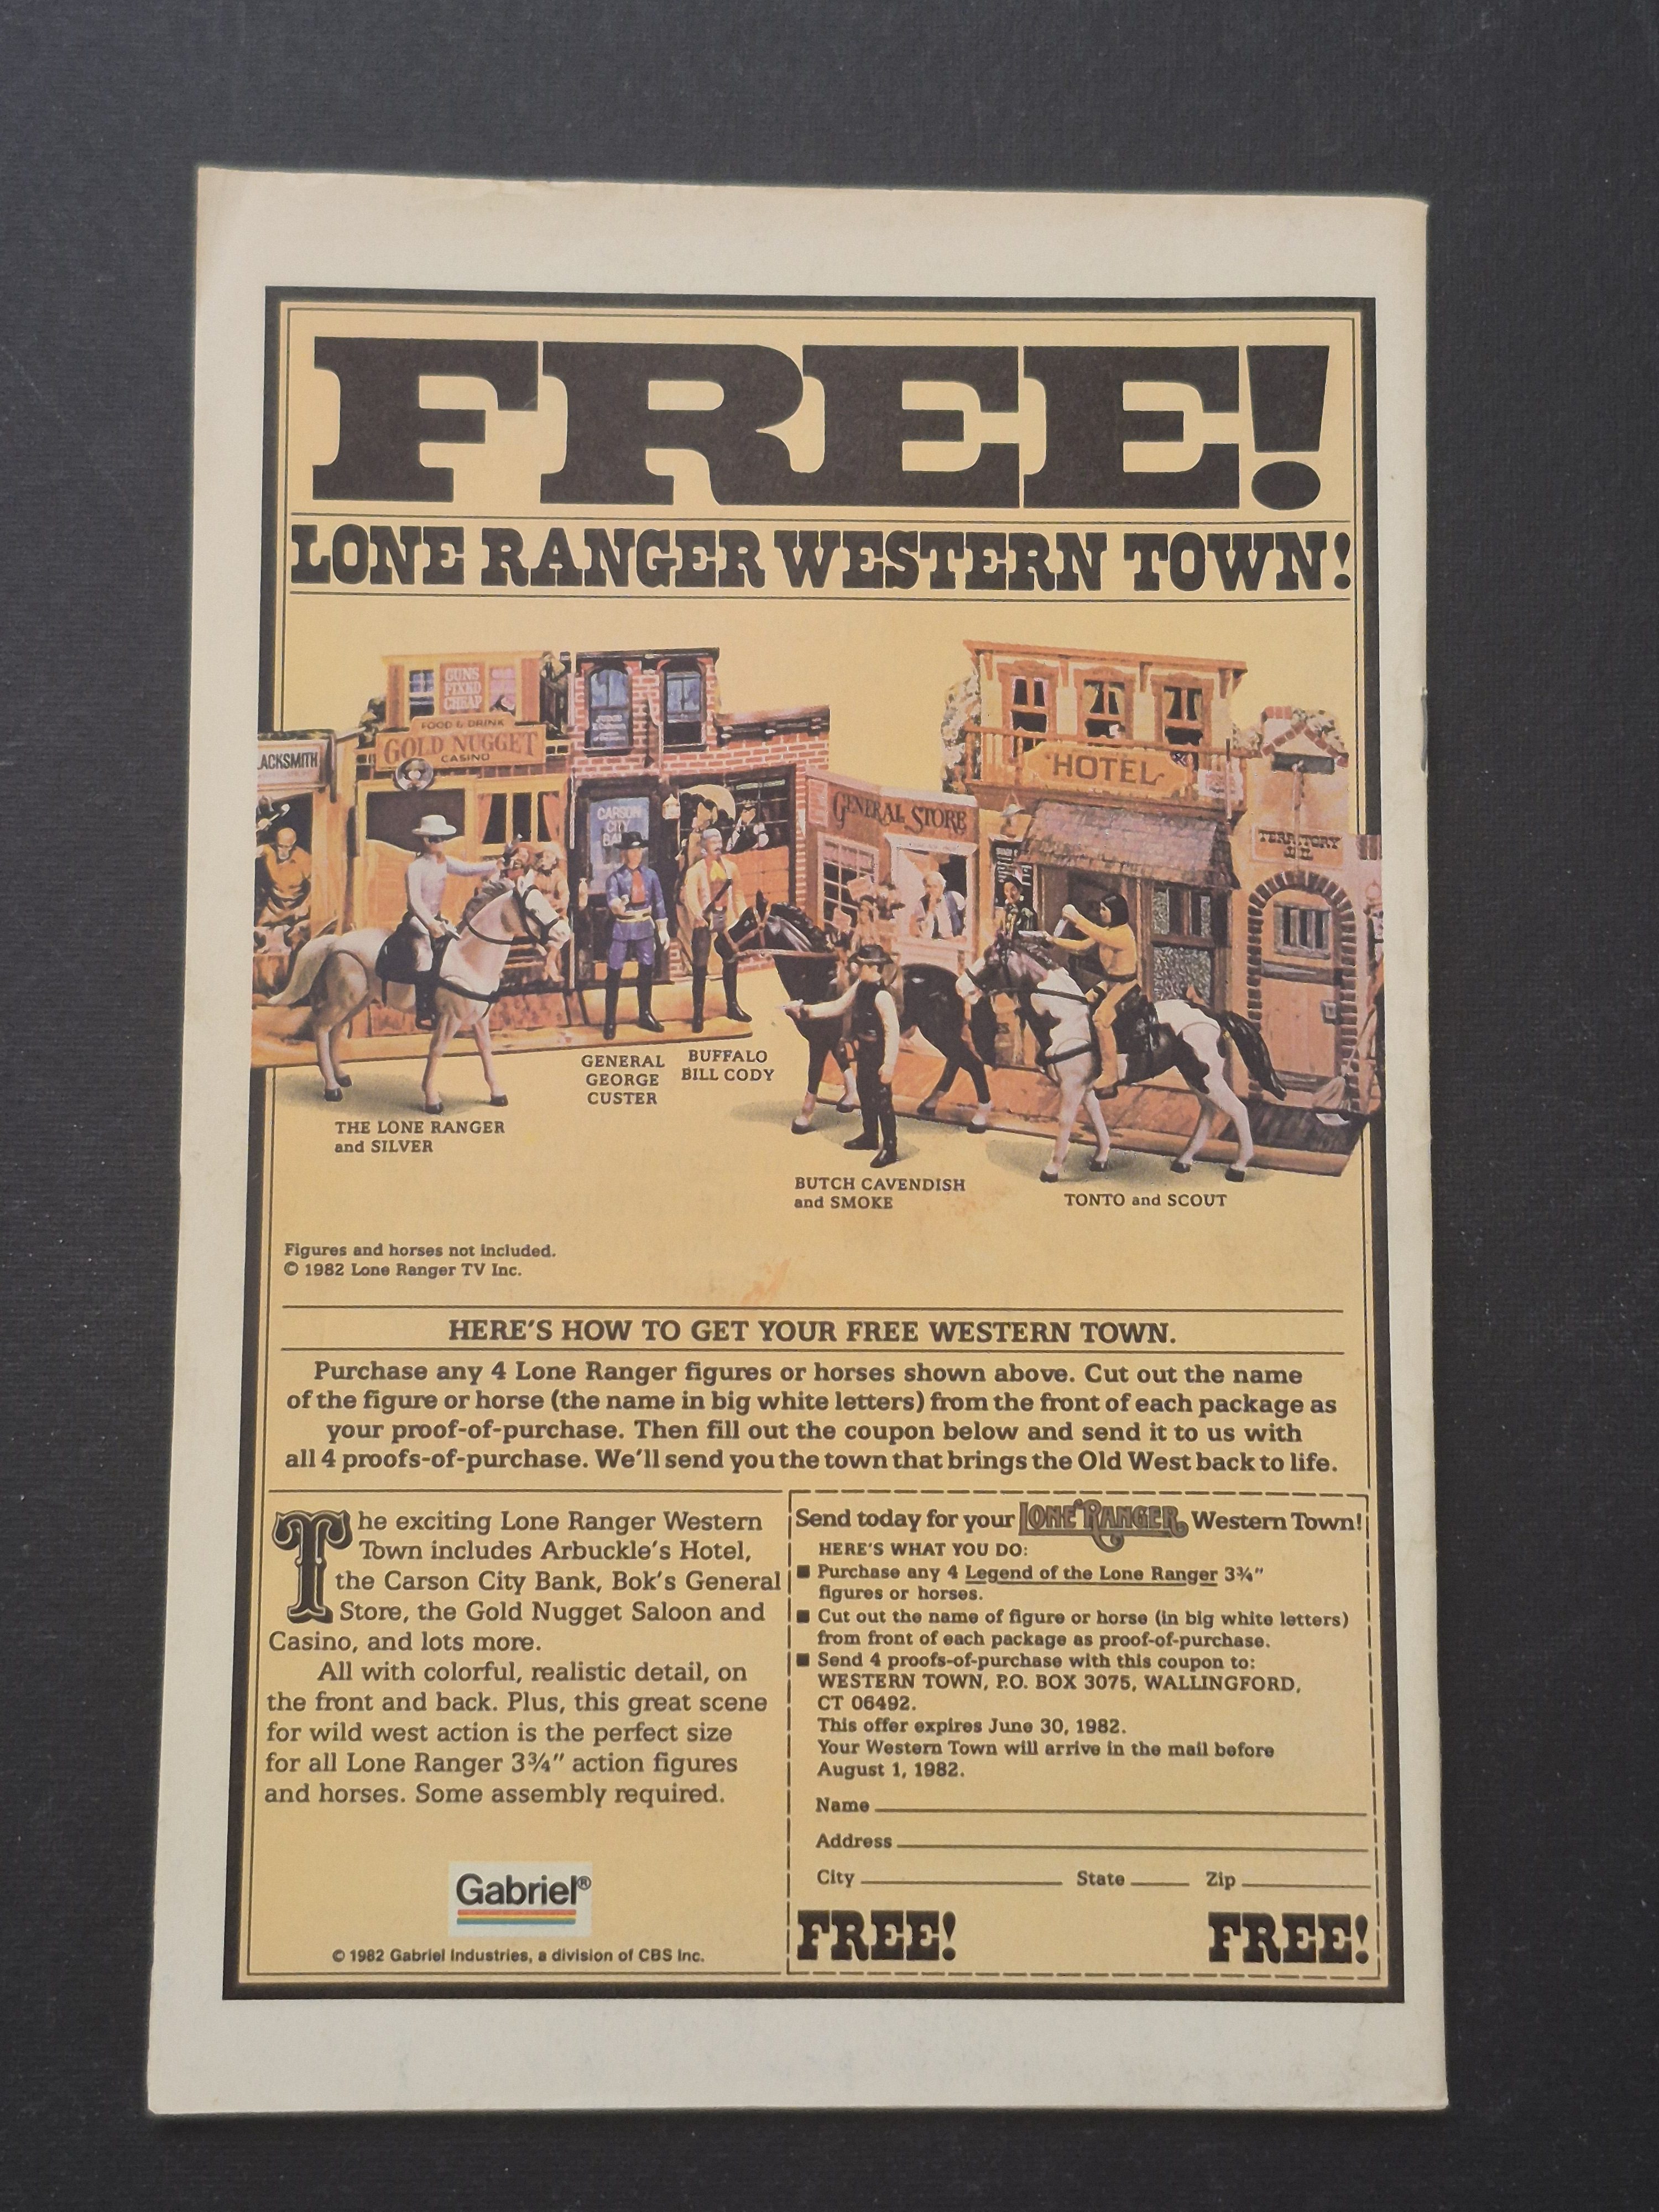 FREE!
LONE RANGER WESTERN TOWN!
GUNS
FIXED
CHEAP
FOOD & DRINK
GOLD NUGGET
CASINO
LACKSMITH
HOTEL
GENERAL STORE
CARSON
CITY
TERRITORY
JAIL
GENERAL
GEORGE
CUSTER
BUFFALO
BILL CODY
THE LONE RANGER
and SILVER
BUTCH CAVENDISH
and SMOKE
TONTO and SCOUT
Figures and horses not included.
© 1982 Lone Ranger TV Inc.
HERE'S HOW TO GET YOUR FREE WESTERN TOWN.
Purchase any 4 Lone Ranger figures or horses shown above. Cut out the name
of the figure or horse (the name in big white letters) from the front of each package as
your proof-of-purchase. Then fill out the coupon below and send it to us with
all 4 proofs-of-purchase. We'll send you the town that brings the Old West back to life.
The exciting Lone Ranger Western
Town includes Arbuckle's Hotel,
the Carson City Bank, Bok's General
Store, the Gold Nugget Saloon and
Casino, and lots more.
All with colorful, realistic detail, on
the front and back. Plus, this great scene
for wild west action is the perfect size
for all Lone Ranger 3¾" action figures
and horses. Some assembly required.
Gabriel®
© 1982 Gabriel Industries, a division of CBS Inc.
Send today for your LONE RANGER Western Town!
HERE'S WHAT YOU DO:
■ Purchase any 4 Legend of the Lone Ranger 3¾"
figures or horses.
■ Cut out the name of figure or horse (in big white letters)
from front of each package as proof-of-purchase.
■ Send 4 proofs-of-purchase with this coupon to:
WESTERN TOWN, P.O. BOX 3075, WALLINGFORD,
CT 06492.
This offer expires June 30, 1982.
Your Western Town will arrive in the mail before
August 1, 1982.
Name
Address
City State Zip
FREE! FREE!